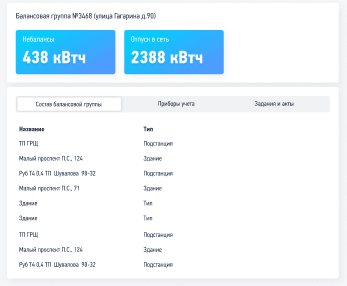 Балансовая группа №3468 (улица Гагарина д.90)
Небалансы
438 кВтч
Отпуск в сеть
2388 кВтч
Состав балансовой группы
Приборы учета
Задания и акты
Название Тип
ТП ГРЩ Подстанция
Малый проспект П.С., 124 Здание
Руб Т4 0,4 ТП Шувалова 98-32 Подстанция
Малый проспект П.С., 71 Здание
Здание Тип
Здание Тип
ТП ГРЩ Подстанция
Малый проспект П.С., 124 Здание
Руб Т4 0,4 ТП Шувалова 98-32 Подстанция